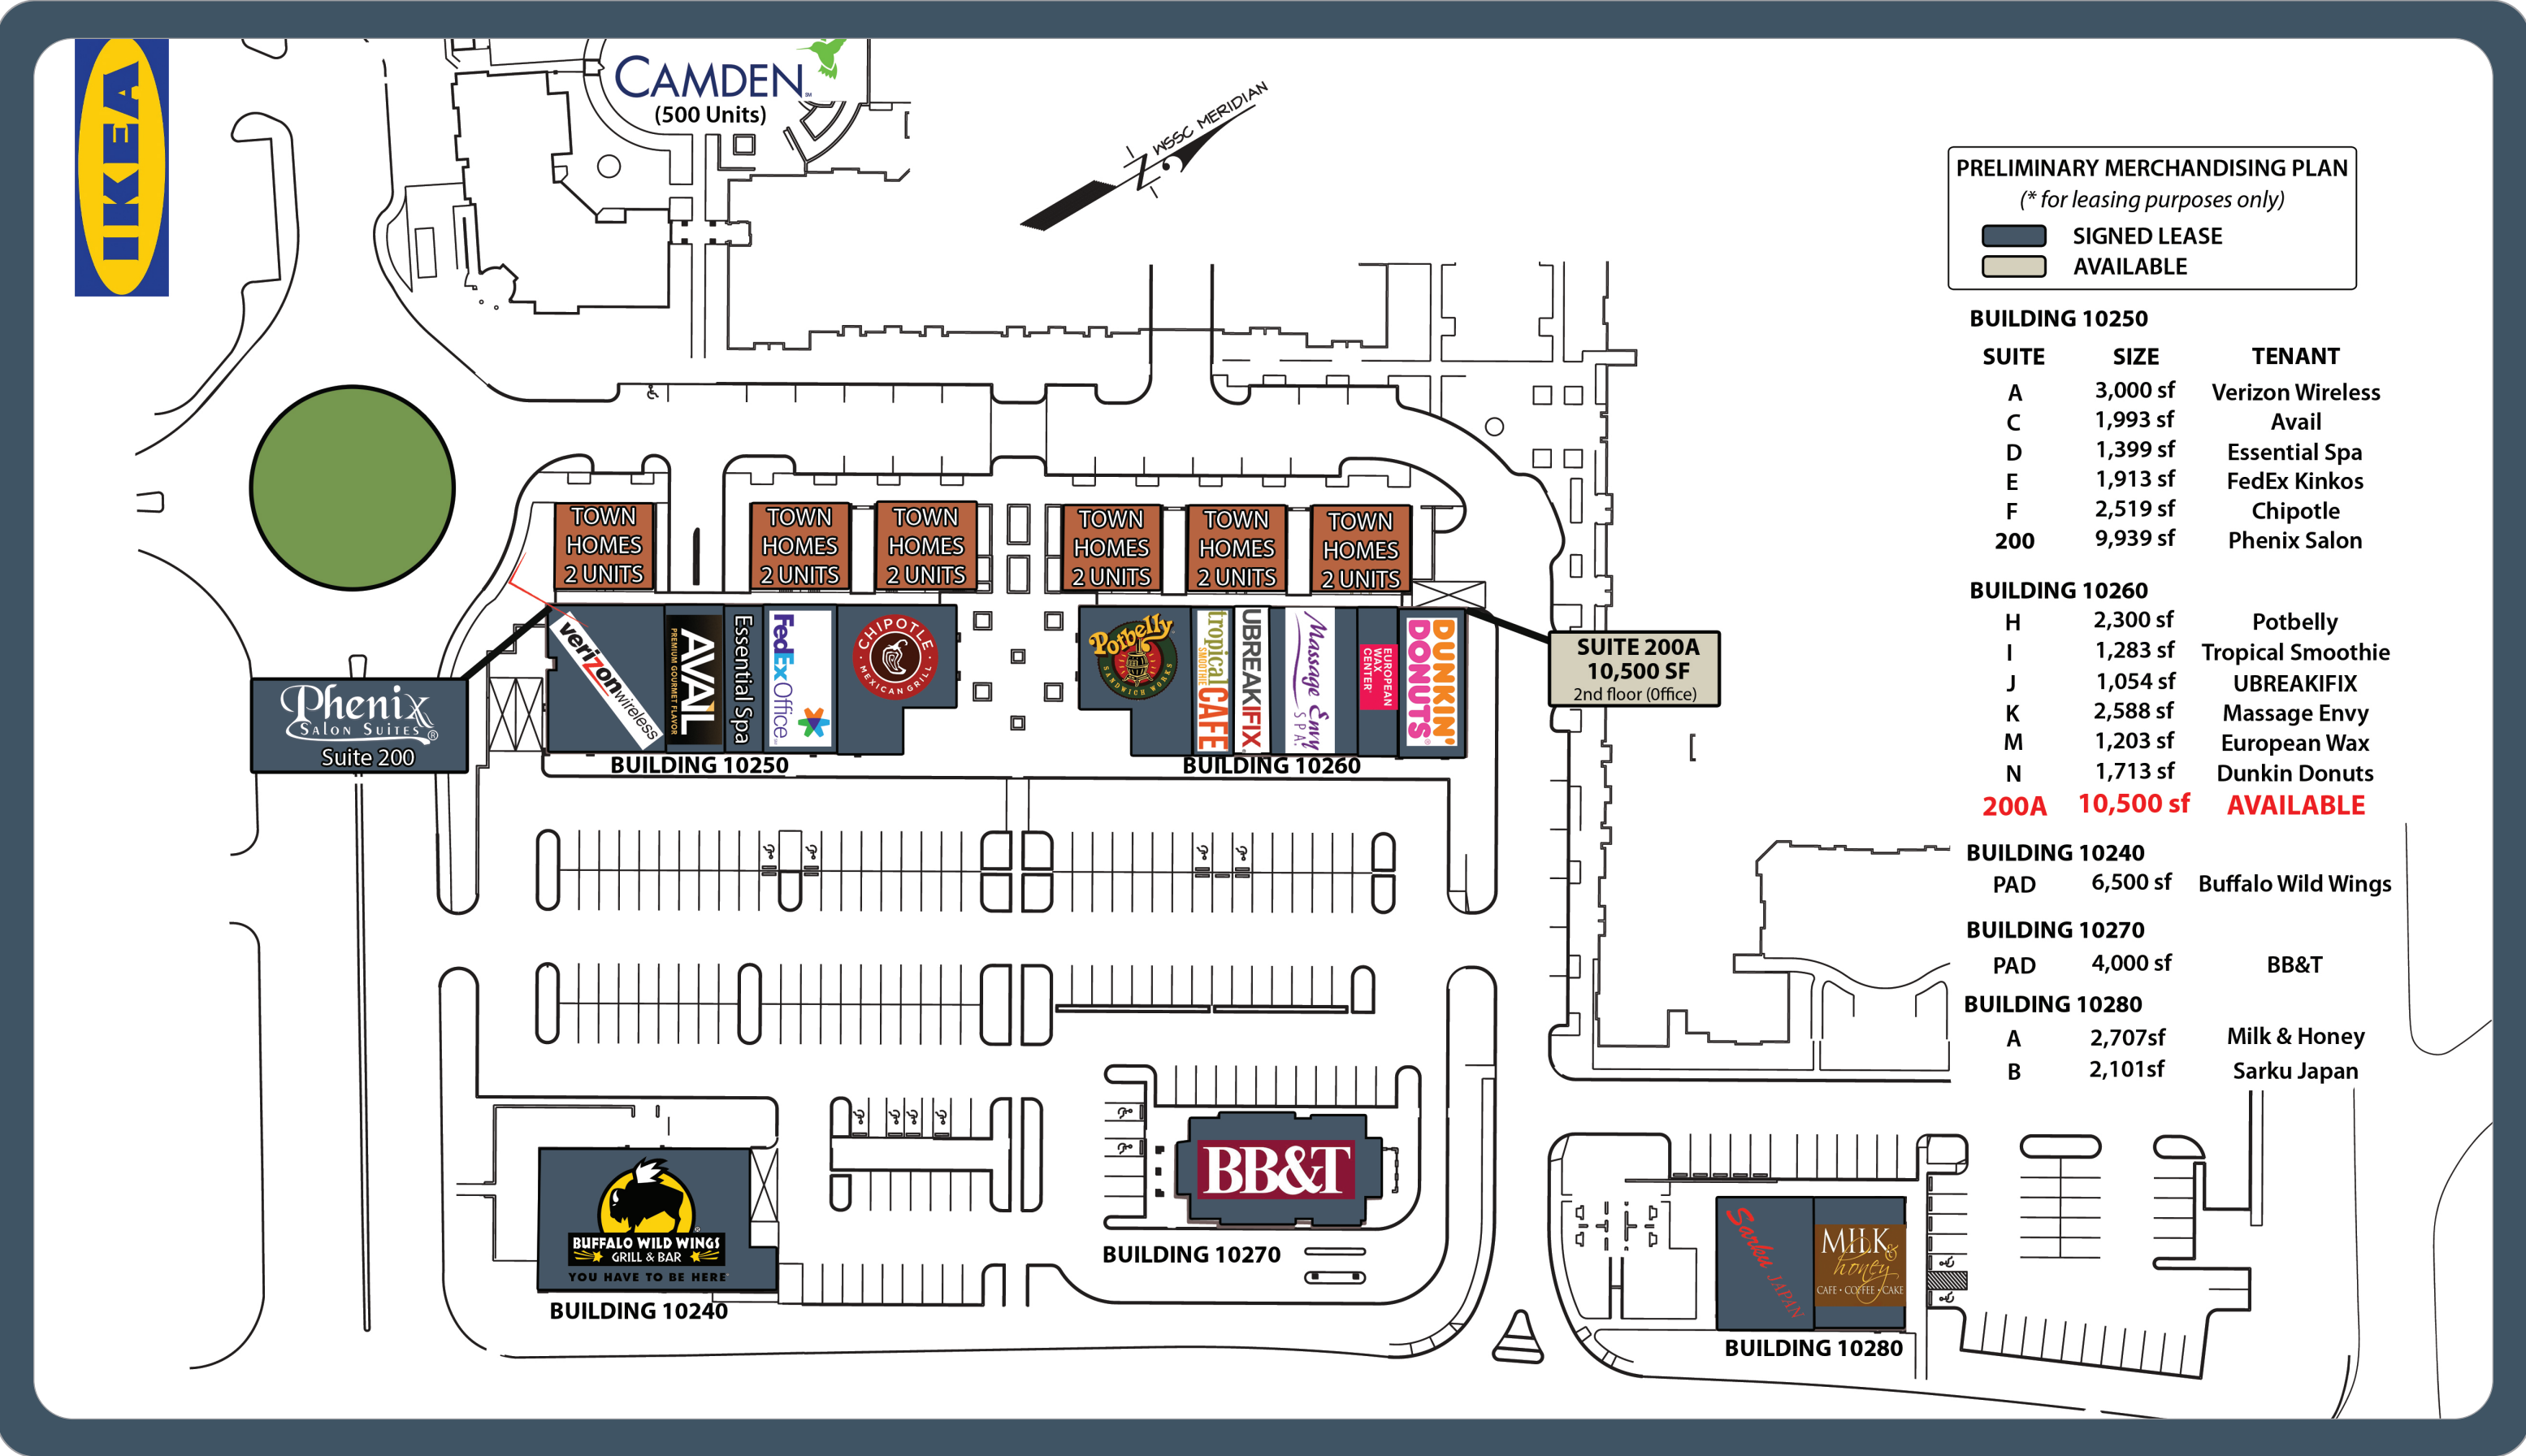 IKEA
CAMDEN SM
(500 Units)
N WSSC MERIDIAN
PRELIMINARY MERCHANDISING PLAN
(* for leasing purposes only)
SIGNED LEASE
AVAILABLE
BUILDING 10250
SUITE SIZE TENANT
A 3,000 sf Verizon Wireless
C 1,993 sf Avail
D 1,399 sf Essential Spa
E 1,913 sf FedEx Kinkos
F 2,519 sf Chipotle
200 9,939 sf Phenix Salon
BUILDING 10260
H 2,300 sf Potbelly
I 1,283 sf Tropical Smoothie
J 1,054 sf UBREAKIFIX
K 2,588 sf Massage Envy
M 1,203 sf European Wax
N 1,713 sf Dunkin Donuts
200A 10,500 sf AVAILABLE
BUILDING 10240
PAD 6,500 sf Buffalo Wild Wings
BUILDING 10270
PAD 4,000 sf BB&T
BUILDING 10280
A 2,707sf Milk & Honey
B 2,101sf Sarku Japan
TOWN
HOMES
2 UNITS
TOWN
HOMES
2 UNITS
TOWN
HOMES
2 UNITS
TOWN
HOMES
2 UNITS
TOWN
HOMES
2 UNITS
TOWN
HOMES
2 UNITS
Phenix
SALON SUITES ®
Suite 200
verizon wireless
AVAIL
PREMIUM GOURMET FLAVOR
Essential Spa
FedEx Office
CHIPOTLE
MEXICAN GRILL
BUILDING 10250
Potbelly
SANDWICH WORKS
tropical
SMOOTHIE
CAFE
UBREAKIFIX
Massage Envy
SPA
EUROPEAN
WAX
CENTER
DUNKIN'
DONUTS
BUILDING 10260
SUITE 200A
10,500 SF
2nd floor (Office)
BUFFALO WILD WINGS
GRILL & BAR
YOU HAVE TO BE HERE
BUILDING 10240
BB&T
BUILDING 10270
Sarku JAPAN
MILK
&
honey
CAFE • COFFEE • CAKE
BUILDING 10280